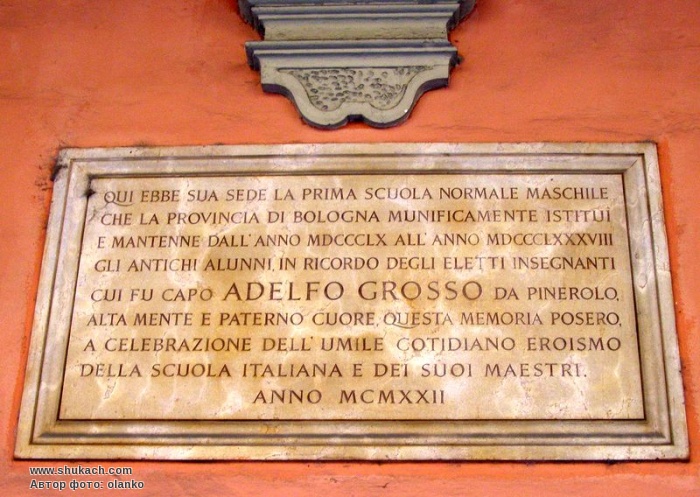 QUI EBBE SUA SEDE LA PRIMA SCUOLA NORMALE MASCHILE
CHE LA PROVINCIA DI BOLOGNA MUNIFICAMENTE ISTITUÌ
E MANTENNE DALL'ANNO MDCCCLX ALL'ANNO MDCCCLXXXVIII
GLI ANTICHI ALUNNI, IN RICORDO DEGLI ELETTI INSEGNANTI
CUI FU CAPO ADELFO GROSSO DA PINEROLO,
ALTA MENTE E PATERNO CUORE, QUESTA MEMORIA POSERO,
A CELEBRAZIONE DELL'UMILE COTIDIANO EROISMO
DELLA SCUOLA ITALIANA E DEI SUOI MAESTRI.
ANNO MCMXXII
www.shukach.com
Автор фото: olanko